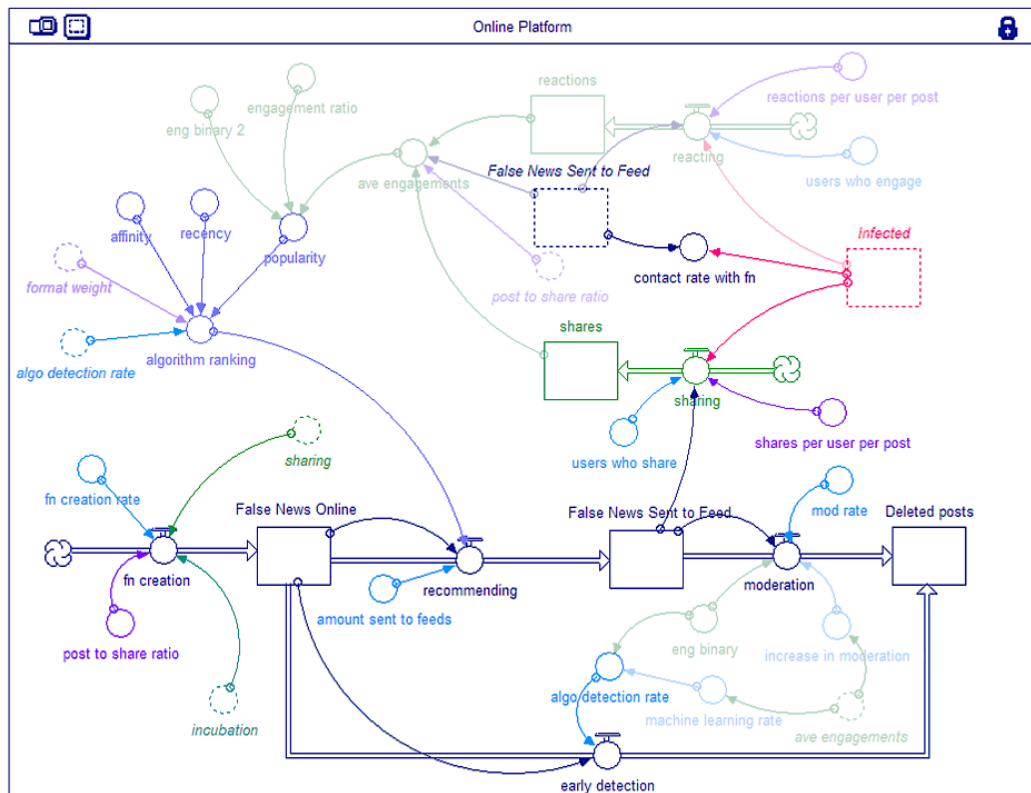 Online Platform
reactions
engagement ratio
reactions per user per post
eng binary 2
reacting
ave engagements
False News Sent to Feed
users who engage
affinity
recency
popularity
Infected
format weight
contact rate with fn
post to share ratio
shares
algorithm ranking
algo detection rate
sharing
shares per user per post
users who share
sharing
fn creation rate
False News Online
False News Sent to Feed
mod rate
Deleted posts
fn creation
recommending
moderation
amount sent to feeds
post to share ratio
eng binary
increase in moderation
algo detection rate
machine learning rate
incubation
ave engagements
early detection